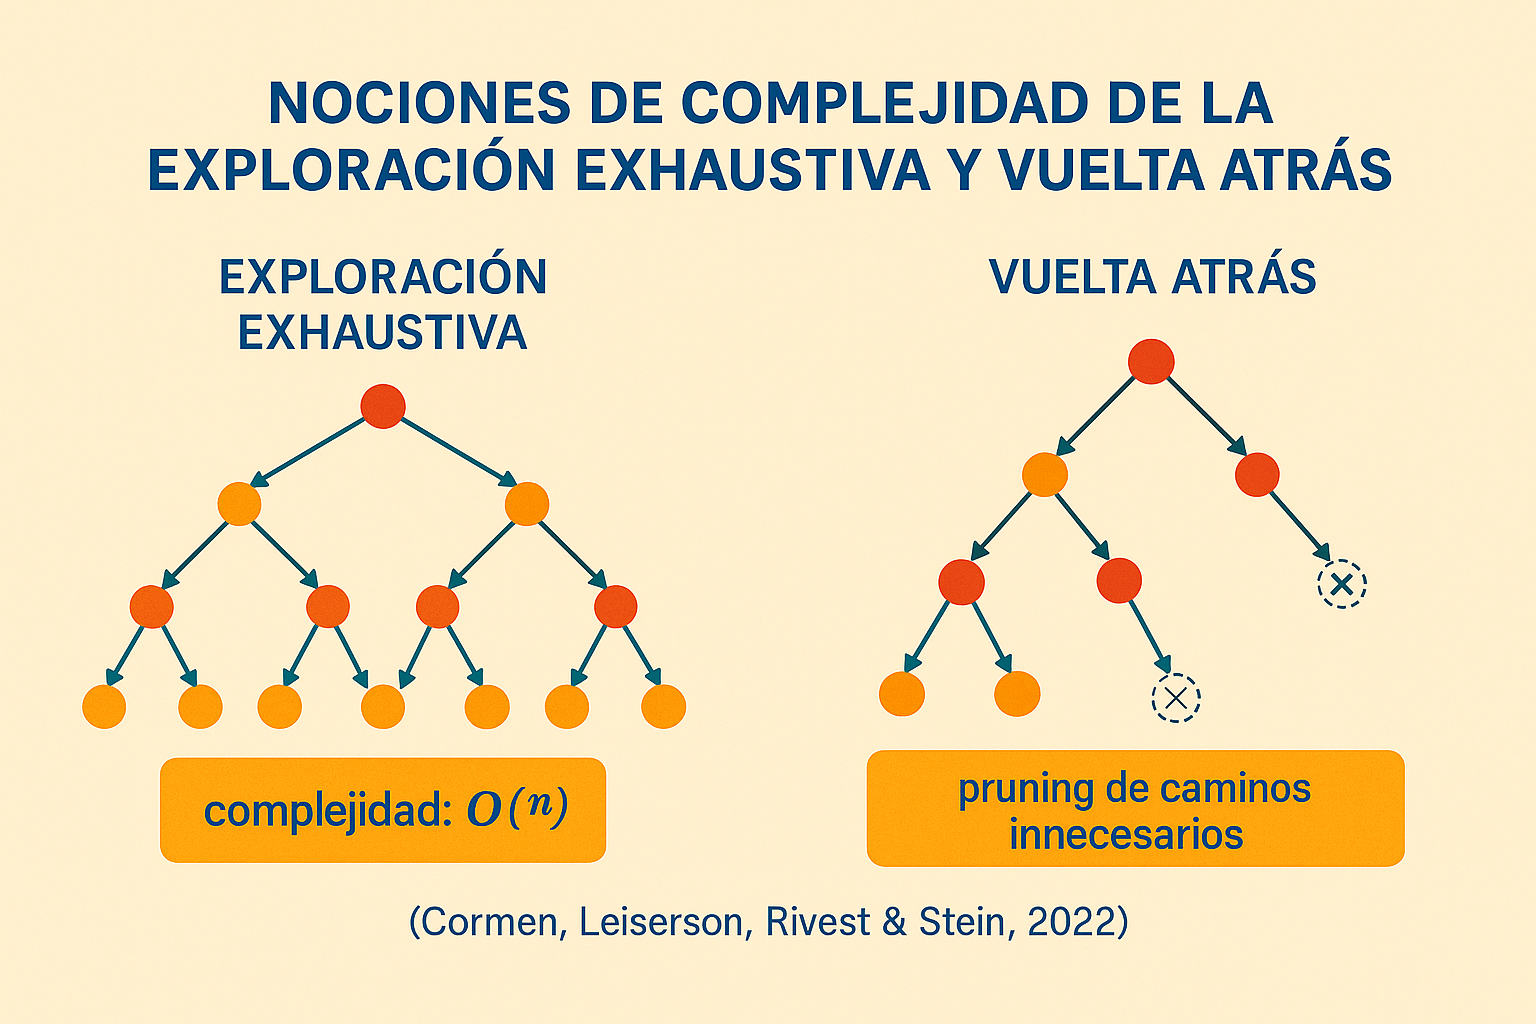 NOCIONES DE COMPLEJIDAD DE LA
EXPLORACIÓN EXHAUSTIVA Y VUELTA ATRÁS
EXPLORACIÓN
EXHAUSTIVA
complejidad: O(n)
VUELTA ATRÁS
pruning de caminos
innecesarios
(Cormen, Leiserson, Rivest & Stein, 2022)